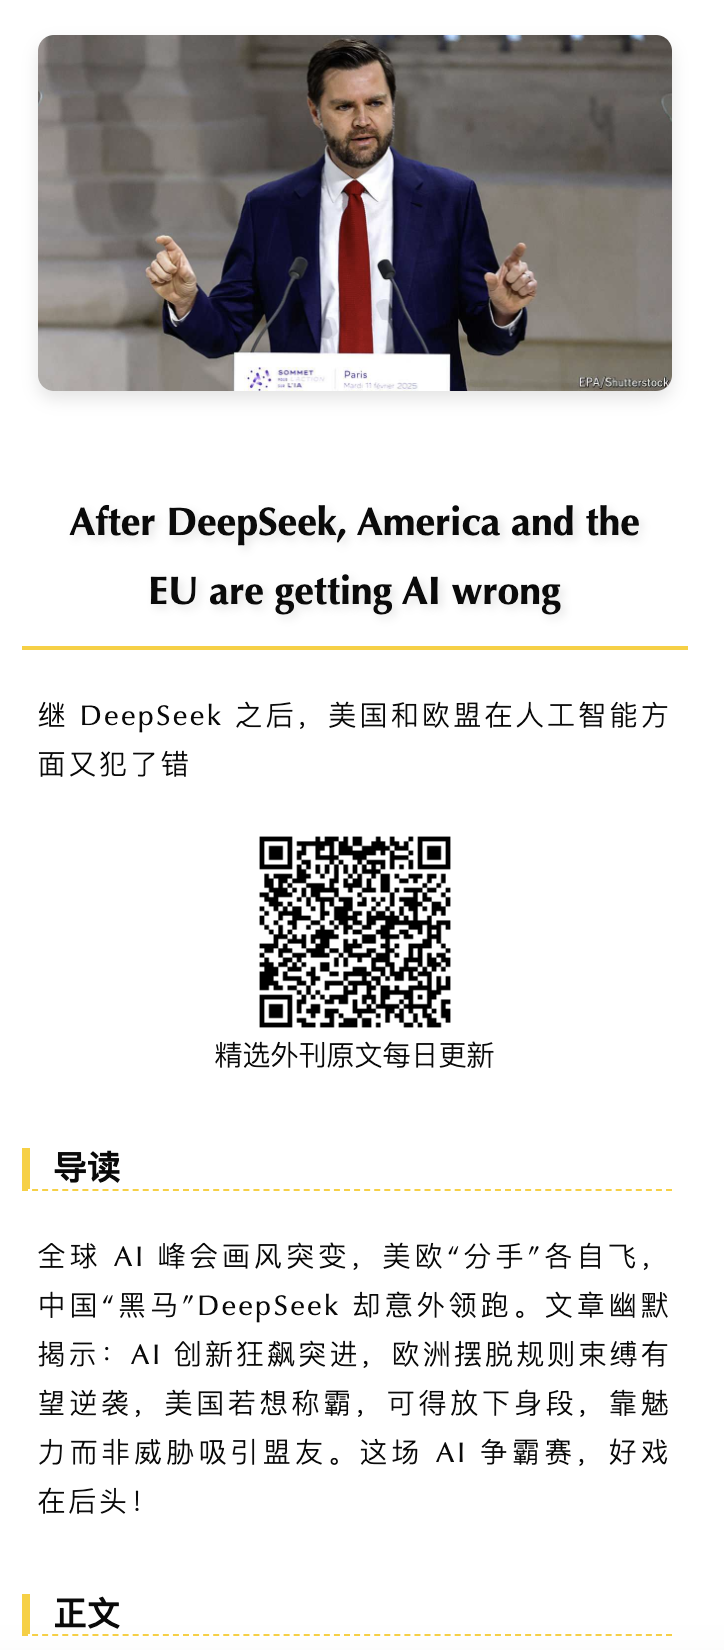 SOMMET
POUR L'ACTION
SUR L'IA
Paris
Mardi 11 février 2025
EPA/Shutterstock
After DeepSeek, America and the
EU are getting AI wrong
继 DeepSeek 之后，美国和欧盟在人工智能方
面又犯了错
精选外刊原文每日更新
导读
全球 AI 峰会画风突变，美欧“分手”各自飞，
中国“黑马”DeepSeek 却意外领跑。文章幽默
揭示：AI 创新狂飙突进，欧洲摆脱规则束缚有
望逆袭，美国若想称霸，可得放下身段，靠魅
力而非威胁吸引盟友。这场 AI 争霸赛，好戏
在后头！
正文